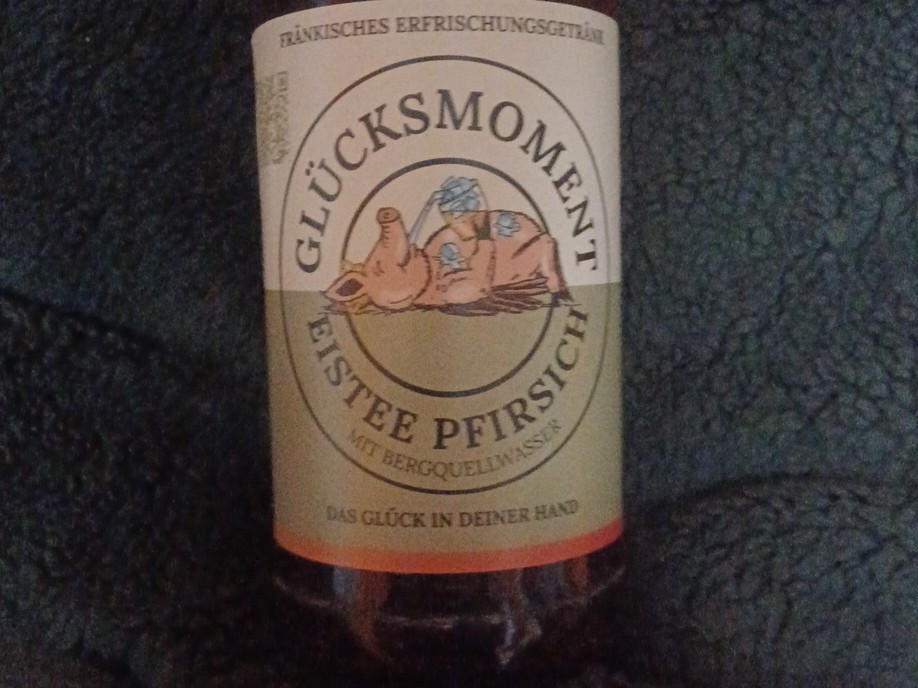 FRÄNKISCHES ERFRISCHUNGSGETRÄNK
GLÜCKSMOMENT
EISTEE PFIRSICH
MIT BERGQUELLWASSER
DAS GLÜCK IN DEINER HAND